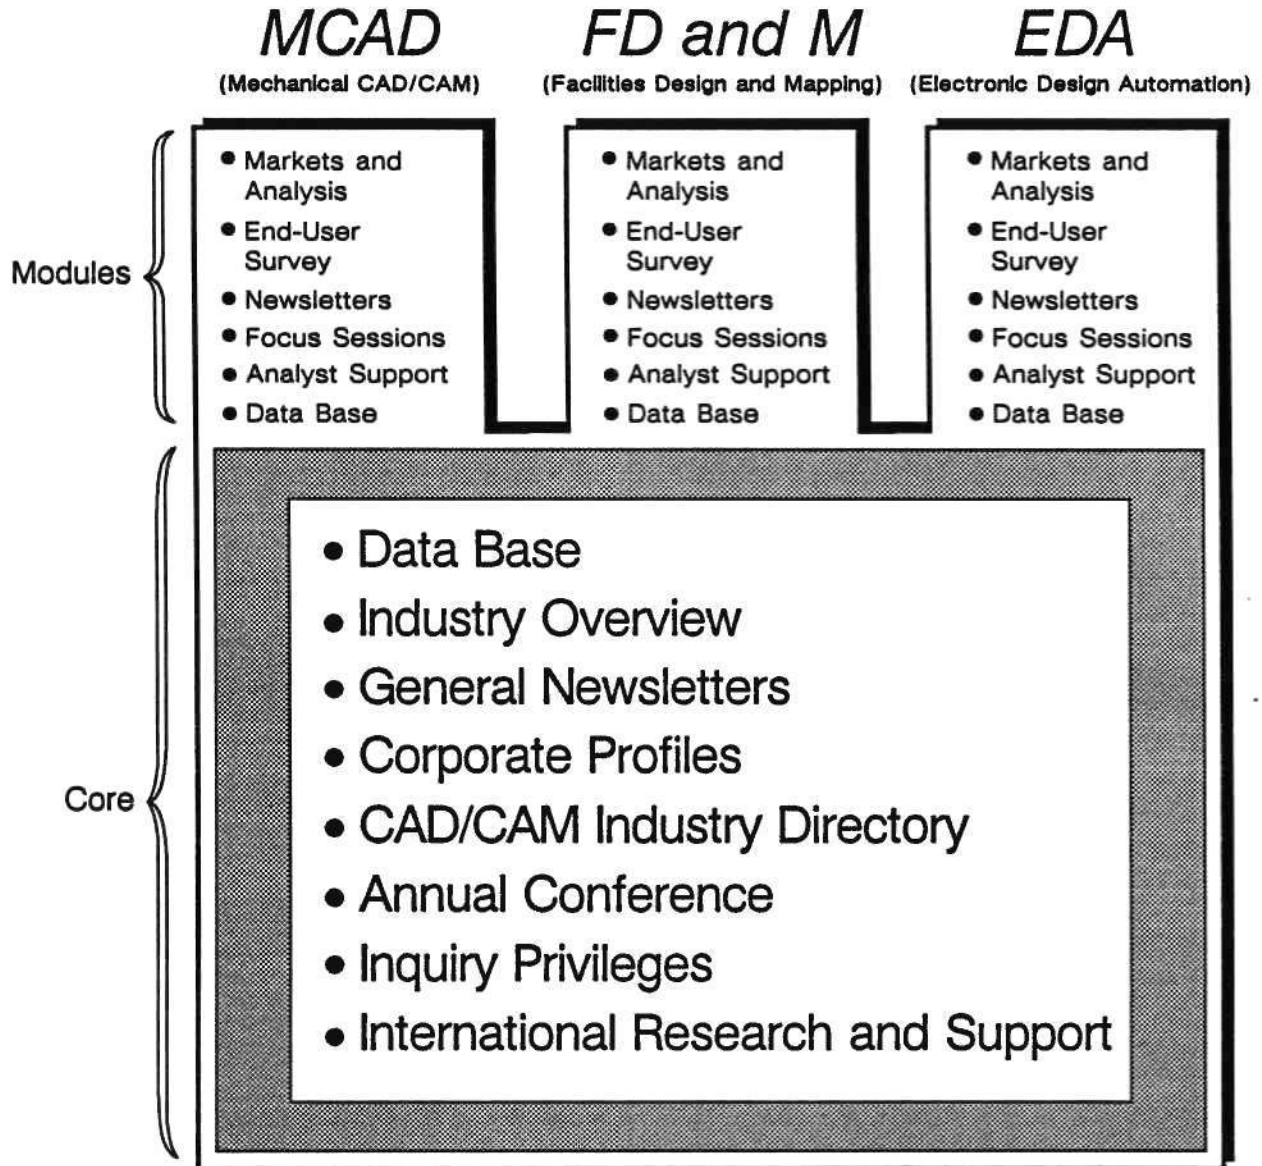 MCAD
(Mechanical CAD/CAM)
FD and M
(Facilities Design and Mapping)
EDA
(Electronic Design Automation)
Modules
• Markets and
Analysis
• End-User
Survey
• Newsletters
• Focus Sessions
• Analyst Support
• Data Base
• Markets and
Analysis
• End-User
Survey
• Newsletters
• Focus Sessions
• Analyst Support
• Data Base
• Markets and
Analysis
• End-User
Survey
• Newsletters
• Focus Sessions
• Analyst Support
• Data Base
Core
• Data Base
• Industry Overview
• General Newsletters
• Corporate Profiles
• CAD/CAM Industry Directory
• Annual Conference
• Inquiry Privileges
• International Research and Support